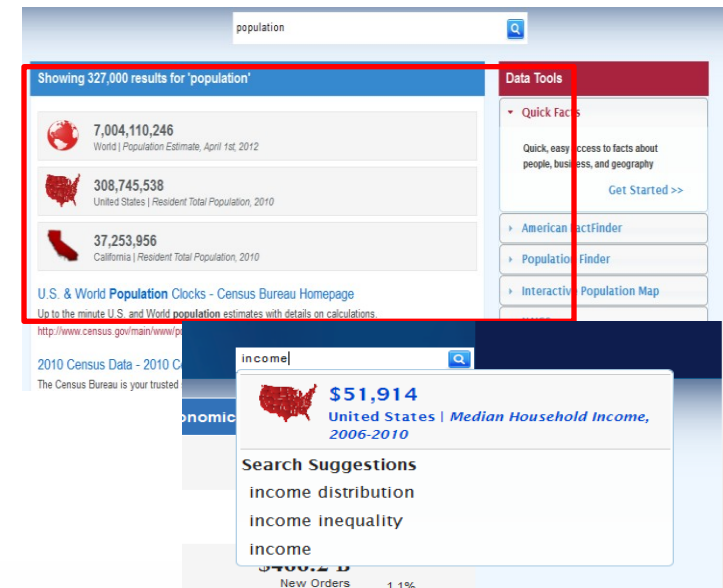 population
Showing 327,000 results for 'population'
7,004,110,246
World | Population Estimate, April 1st, 2012
308,745,538
United States | Resident Total Population, 2010
37,253,956
California | Resident Total Population, 2010
U.S. & World Population Clocks - Census Bureau Homepage
Up to the minute U.S. and World population estimates with details on calculations.
http://www.census.gov/main/www/po
2010 Census Data - 2010 C
The Census Bureau is your trusted
Data Tools
Quick Facts
Quick, easy access to facts about
people, business, and geography
Get Started >>
American FactFinder
Population Finder
Interactive Population Map
income
onomic
$51,914
United States | Median Household Income,
2006-2010
Search Suggestions
income distribution
income inequality
income
New Orders 1.1%